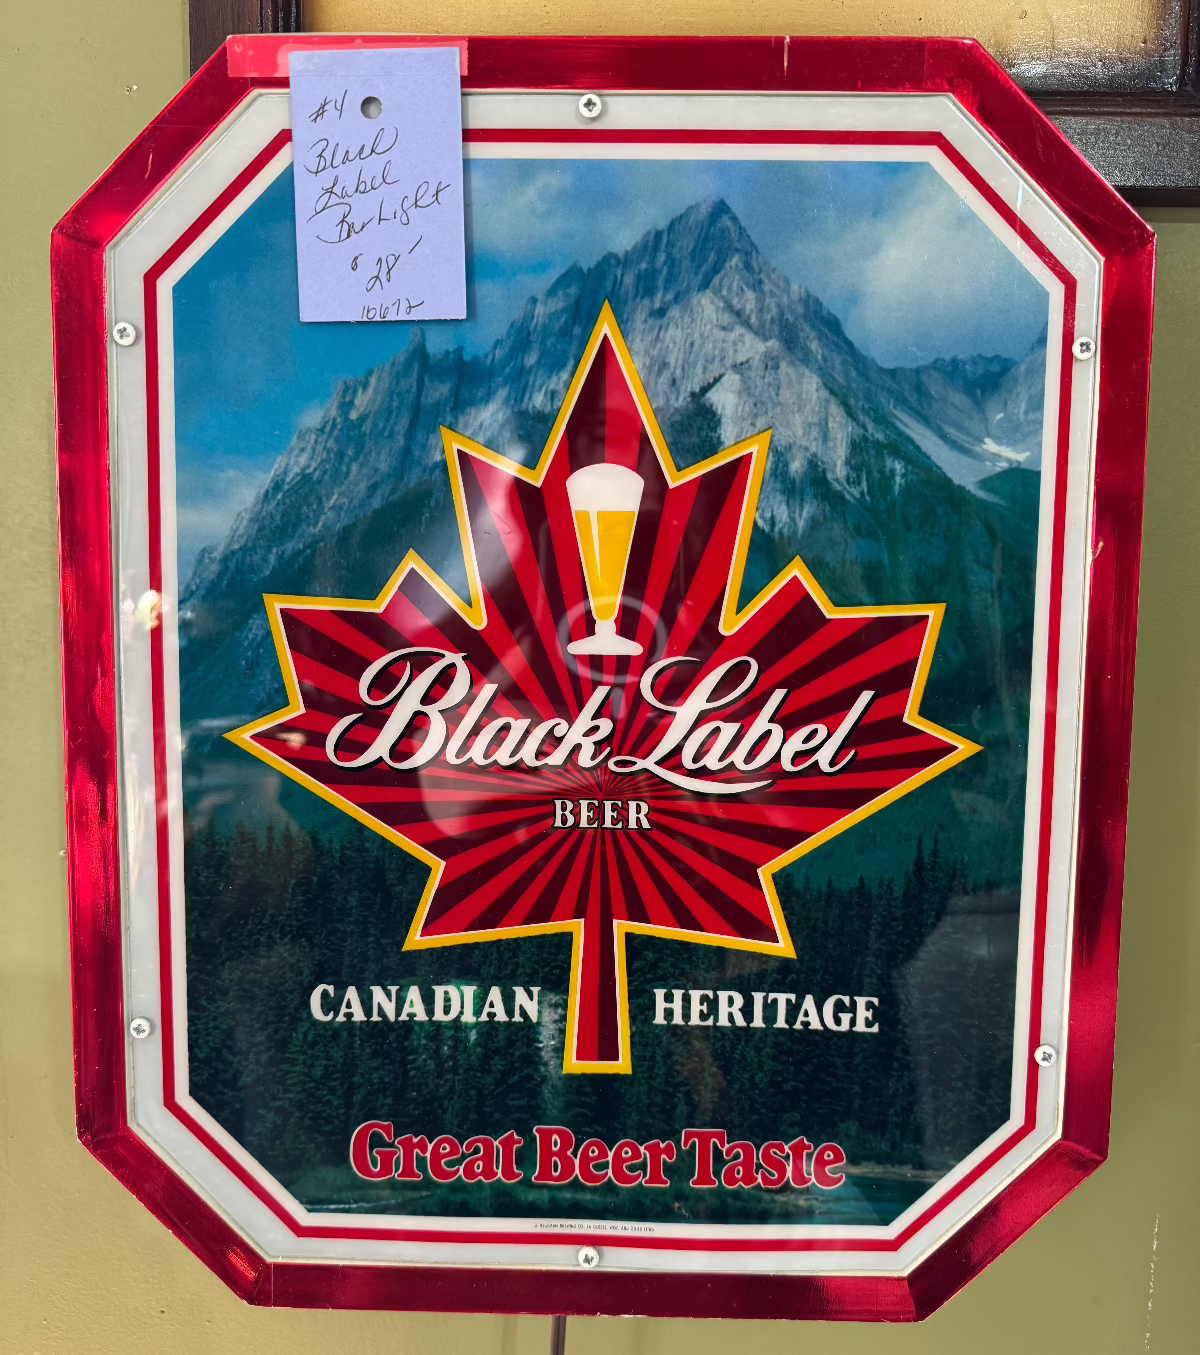 #4
Black
Label
Bar Light
28-
10672
Black Label
BEER
CANADIAN HERITAGE
Great Beer Taste